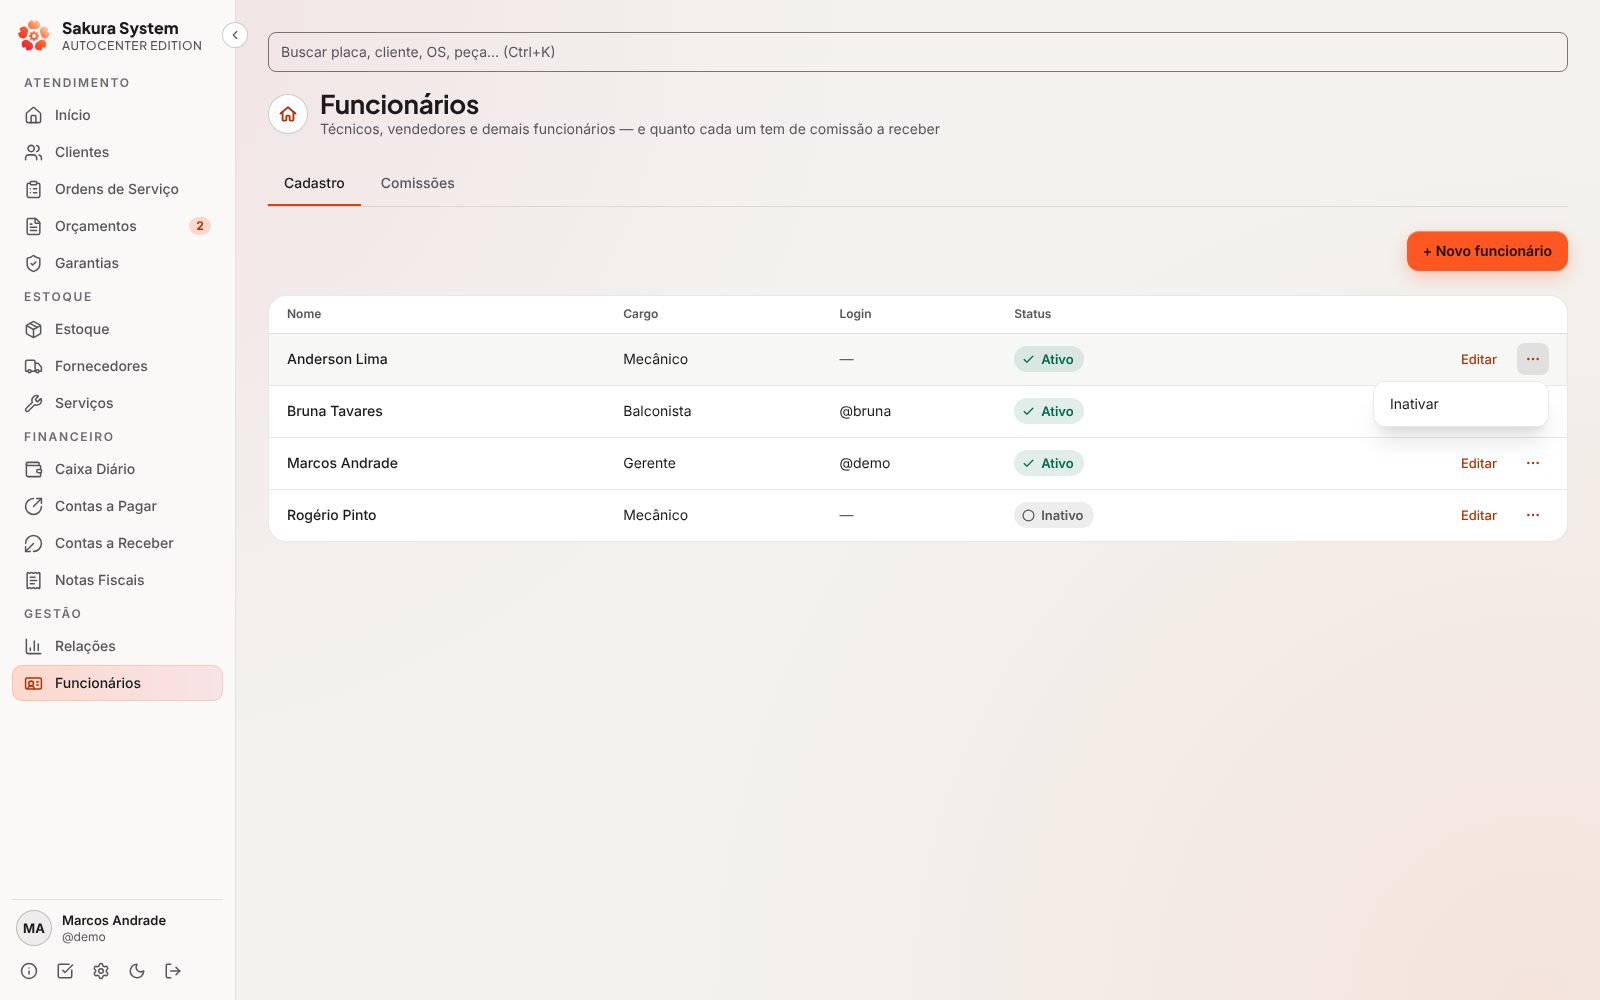 Sakura System
AUTOCENTER EDITION
ATENDIMENTO
Início
Clientes
Ordens de Serviço
Orçamentos 2
Garantias
ESTOQUE
Estoque
Fornecedores
Serviços
FINANCEIRO
Caixa Diário
Contas a Pagar
Contas a Receber
Notas Fiscais
GESTÃO
Relações
Funcionários
MA
Marcos Andrade
@demo
Buscar placa, cliente, OS, peça... (Ctrl+K)
Funcionários
Técnicos, vendedores e demais funcionários — e quanto cada um tem de comissão a receber
Cadastro Comissões
+ Novo funcionário
Nome Cargo Login Status
Anderson Lima Mecânico — Ativo Editar ...
Inativar
Bruna Tavares Balconista @bruna Ativo
Marcos Andrade Gerente @demo Ativo Editar ...
Rogério Pinto Mecânico — Inativo Editar ...